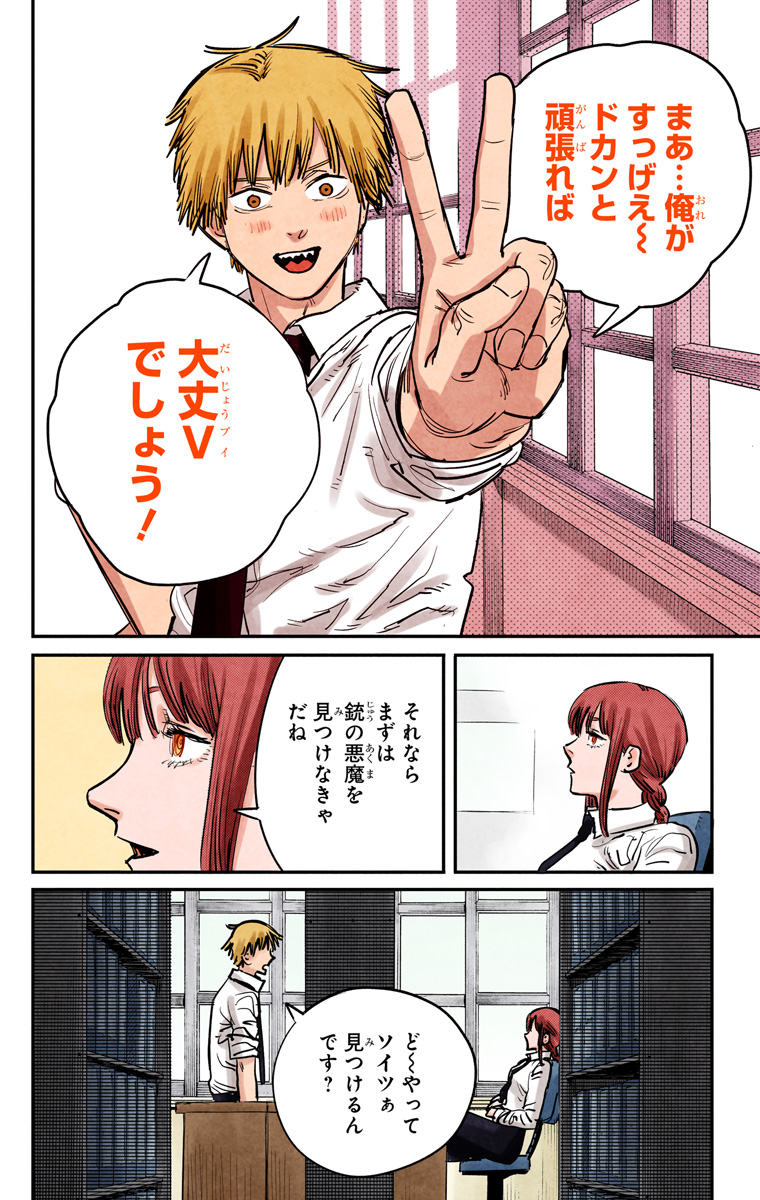 まあ…俺が
すっげえ〜
ドカンと
頑張れば
大丈V
でしょう!
それなら
まずは
銃の悪魔を
見つけなきゃ
だね
ど〜やって
ソイツぁ
見つけるん
です?